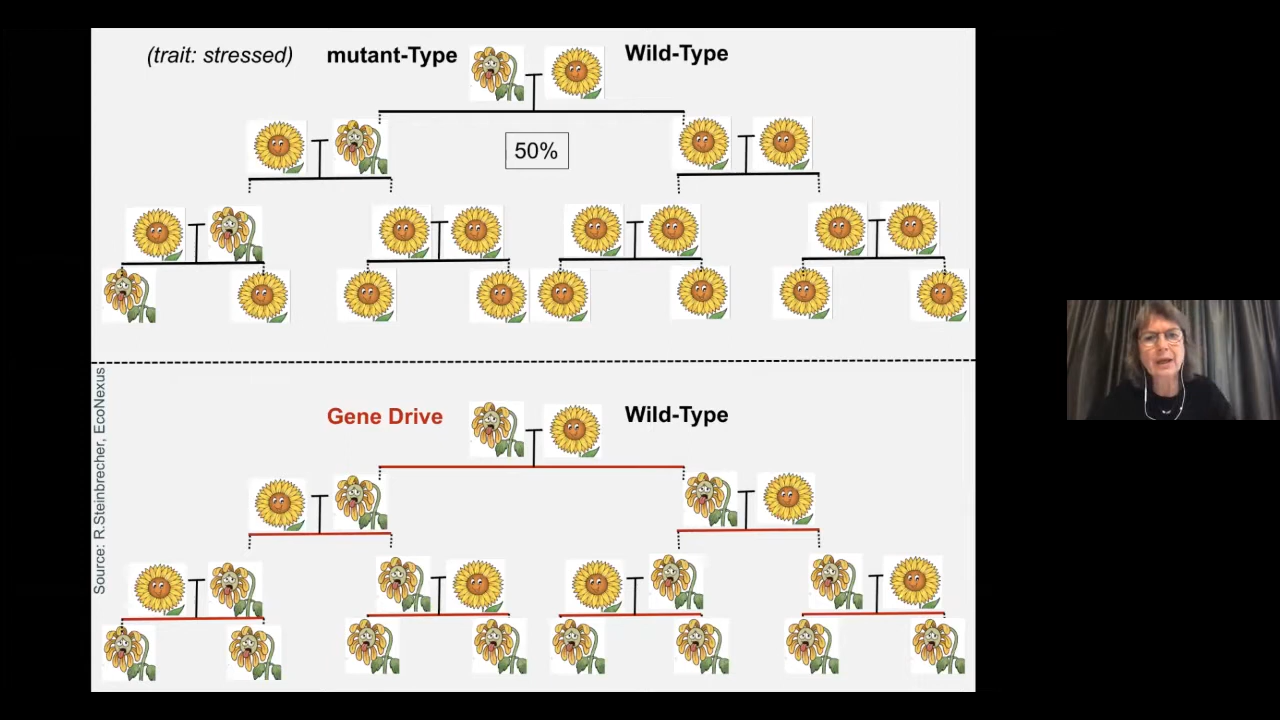 (trait: stressed) mutant-Type Wild-Type
50%
Gene Drive Wild-Type
Source: R.Steinbrecher, EcoNexus